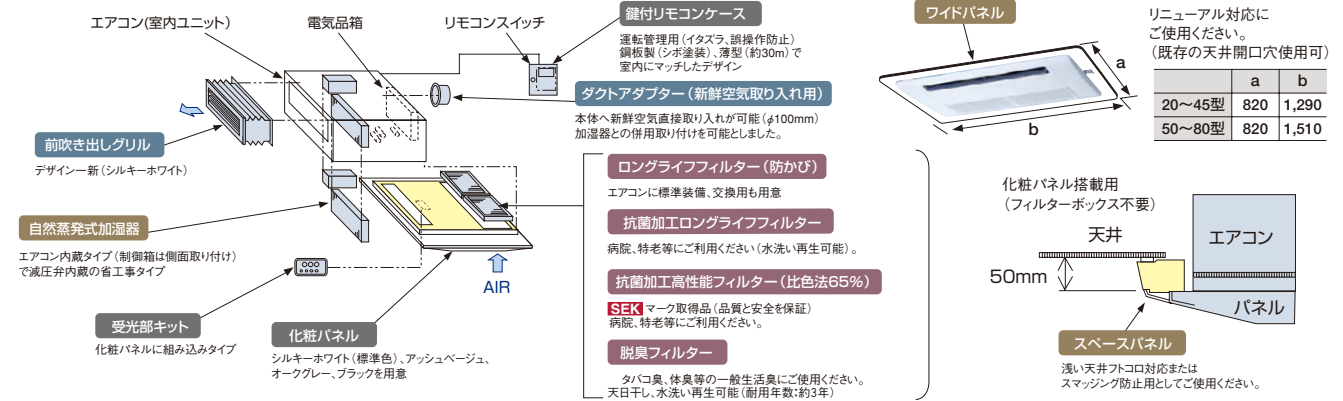 エアコン(室内ユニット)
電気品箱
リモコンスイッチ
鍵付リモコンケース
運転管理用(イタズラ、誤操作防止)
鋼板製(シボ塗装)、薄型(約30m)で
室内にマッチしたデザイン
ダクトアダプター(新鮮空気取り入れ用)
本体へ新鮮空気直接取り入れが可能(φ100mm)
加湿器との併用取り付けを可能としました。
前吹き出しグリル
デザイン一新(シルキーホワイト)
自然蒸発式加湿器
エアコン内蔵タイプ(制御箱は側面取り付け)
で減圧弁内蔵の省工事タイプ
受光部キット
化粧パネルに組み込みタイプ
化粧パネル
シルキーホワイト(標準色)、アッシュベージュ、
オークグレー、ブラックを用意
AIR
ロングライフフィルター(防かび)
エアコンに標準装備、交換用も用意
抗菌加工ロングライフフィルター
病院、特老等にご利用ください(水洗い再生可能)。
抗菌加工高性能フィルター(比色法65%)
SEK マーク取得品(品質と安全を保証)
病院、特老等にご利用ください。
脱臭フィルター
タバコ臭、体臭等の一般生活臭にご使用ください。
天日干し、水洗い再生可能(耐用年数:約3年)
ワイドパネル
a
b
リニューアル対応に
ご使用ください。
(既存の天井開口穴使用可)
a b
20〜45型 820 1,290
50〜80型 820 1,510
化粧パネル搭載用
(フィルターボックス不要)
天井
エアコン
50mm
パネル
スペースパネル
浅い天井フトコロ対応または
スマッジング防止用としてご使用ください。